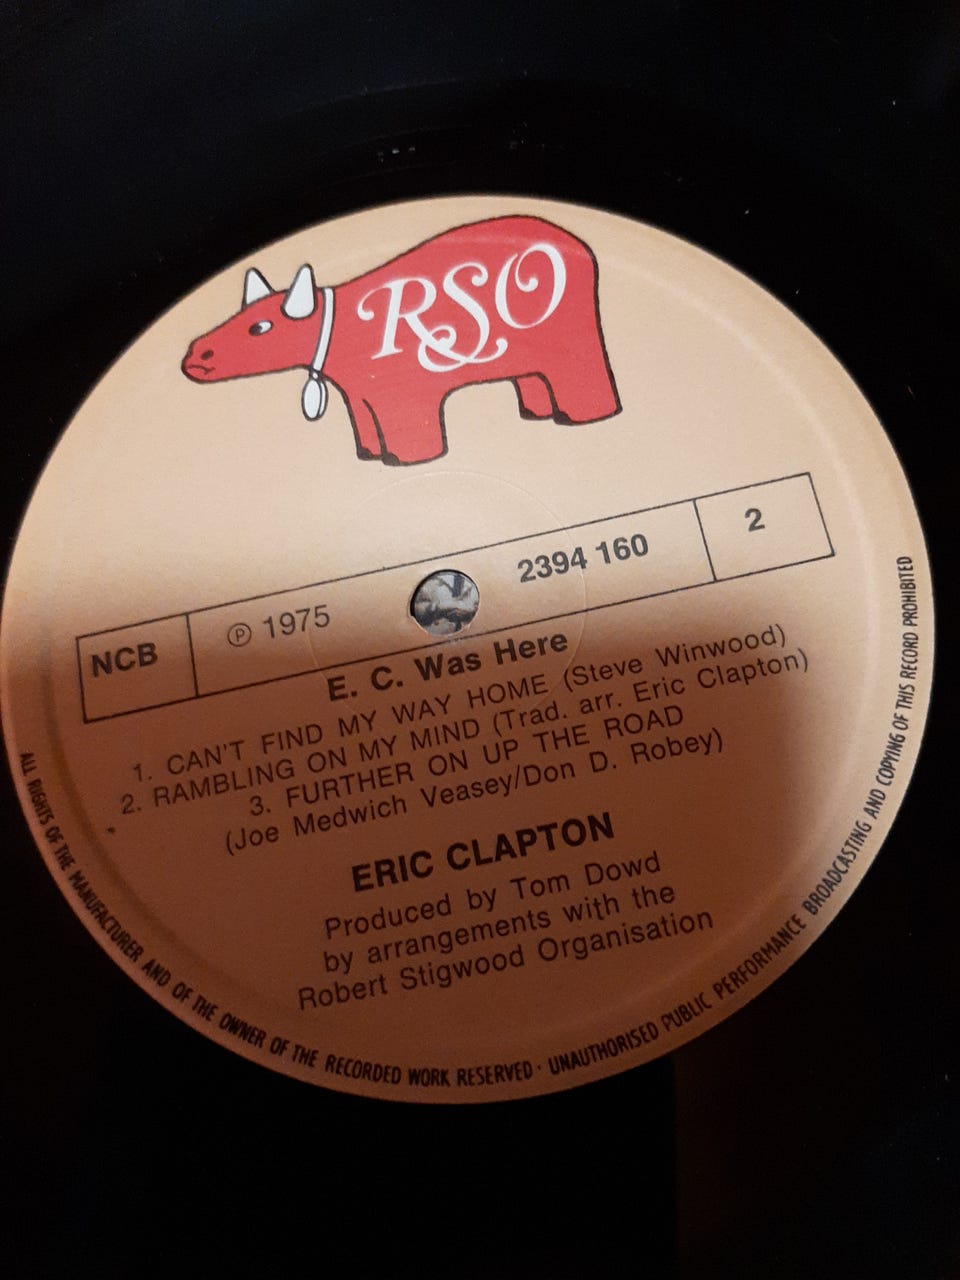 RSO
NCB ℗ 1975 2394 160 2
E. C. Was Here
1. CAN'T FIND MY WAY HOME (Steve Winwood)
2. RAMBLING ON MY MIND (Trad. arr. Eric Clapton)
3. FURTHER ON UP THE ROAD
(Joe Medwich Veasey/Don D. Robey)
ERIC CLAPTON
Produced by Tom Dowd
by arrangements with the
Robert Stigwood Organisation
ALL RIGHTS OF THE MANUFACTURER AND OF THE OWNER OF THE RECORDED WORK RESERVED · UNAUTHORISED PUBLIC PERFORMANCE BROADCASTING AND COPYING OF THIS RECORD PROHIBITED